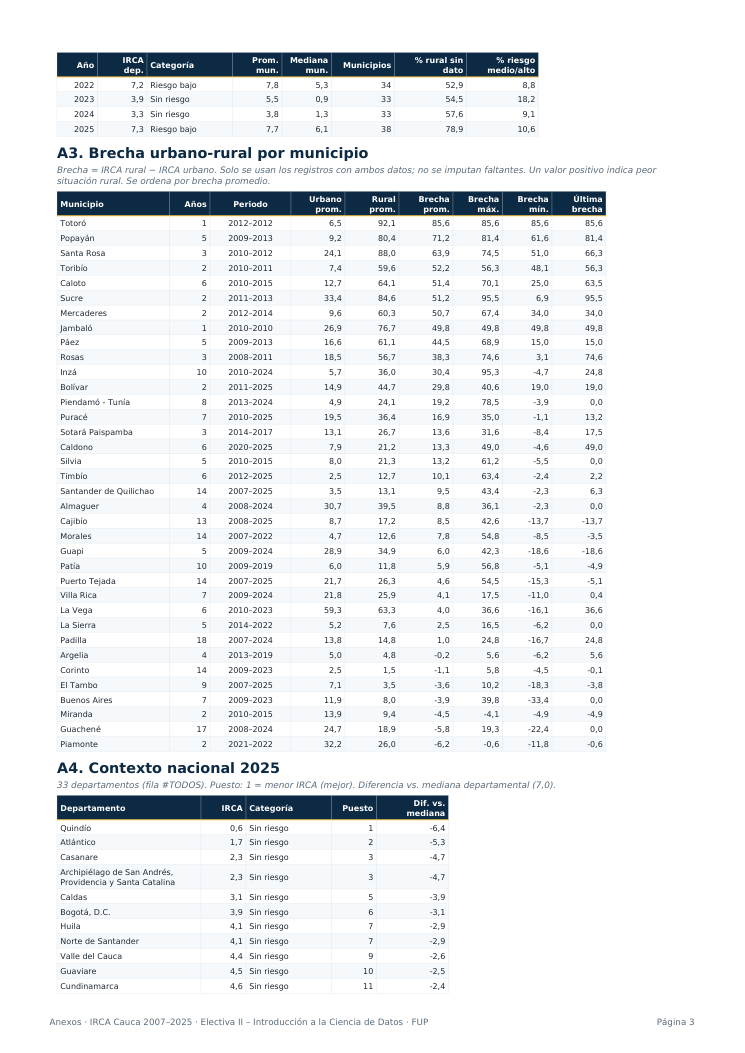 Año IRCA dep. Categoría Prom. mun. Mediana mun. Municipios % rural sin dato % riesgo medio/alto
2022 7,2 Riesgo bajo 7,8 5,3 34 52,9 8,8
2023 3,9 Sin riesgo 5,5 0,9 33 54,5 18,2
2024 3,3 Sin riesgo 3,8 1,3 33 57,6 9,1
2025 7,3 Riesgo bajo 7,7 6,1 38 78,9 10,6
A3. Brecha urbano-rural por municipio
Brecha = IRCA rural − IRCA urbano. Solo se usan los registros con ambos datos; no se imputan faltantes. Un valor positivo indica peor
situación rural. Se ordena por brecha promedio.
Municipio Años Periodo Urbano prom. Rural prom. Brecha prom. Brecha máx. Brecha mín. Última brecha
Totoró 1 2012–2012 6,5 92,1 85,6 85,6 85,6 85,6
Popayán 5 2009–2013 9,2 80,4 71,2 81,4 61,6 81,4
Santa Rosa 3 2010–2012 24,1 88,0 63,9 74,5 51,0 66,3
Toribío 2 2010–2011 7,4 59,6 52,2 56,3 48,1 56,3
Caloto 6 2010–2015 12,7 64,1 51,4 70,1 25,0 63,5
Sucre 2 2011–2013 33,4 84,6 51,2 95,5 6,9 95,5
Mercaderes 2 2012–2014 9,6 60,3 50,7 67,4 34,0 34,0
Jambaló 1 2010–2010 26,9 76,7 49,8 49,8 49,8 49,8
Páez 5 2009–2013 16,6 61,1 44,5 68,9 15,0 15,0
Rosas 3 2008–2011 18,5 56,7 38,3 74,6 3,1 74,6
Inzá 10 2010–2024 5,7 36,0 30,4 95,3 -4,7 24,8
Bolívar 2 2011–2025 14,9 44,7 29,8 40,6 19,0 19,0
Piendamó - Tunía 8 2013–2024 4,9 24,1 19,2 78,5 -3,9 0,0
Puracé 7 2010–2025 19,5 36,4 16,9 35,0 -1,1 13,2
Sotará Paispamba 3 2014–2024 13,1 26,7 13,6 31,6 -8,4 17,5
Caldono 6 2020–2025 7,9 21,2 13,3 49,0 -4,6 49,0
Silvia 5 2010–2015 8,0 21,3 13,2 61,2 -5,5 0,0
Timbío 6 2012–2025 2,5 12,7 10,1 63,4 -2,4 2,2
Santander de Quilichao 14 2007–2025 3,5 13,1 9,5 43,4 -2,3 6,3
Almaguer 4 2008–2024 30,7 39,5 8,8 36,1 -2,3 0,0
Cajibío 13 2008–2025 8,7 17,2 8,5 42,6 -13,7 -13,7
Morales 14 2007–2022 4,7 12,6 7,8 54,8 -8,5 -3,5
Guapi 5 2009–2024 28,9 34,9 6,0 42,3 -18,6 -18,6
Patía 10 2009–2019 6,0 11,8 5,9 56,8 -5,1 -4,9
Puerto Tejada 14 2007–2025 21,7 26,3 4,6 54,5 -15,3 -5,1
Villa Rica 7 2009–2024 21,8 25,9 4,1 17,5 -11,0 0,4
La Vega 6 2010–2023 59,3 63,3 4,0 36,6 -16,1 36,6
La Sierra 5 2014–2022 5,2 7,6 2,5 16,5 -6,2 0,0
Padilla 18 2007–2024 13,8 14,8 1,0 24,8 -16,7 24,8
Argelia 4 2013–2019 5,0 4,8 -0,2 5,6 -6,2 5,6
Corinto 14 2009–2023 2,5 1,5 -1,1 5,8 -4,5 -0,1
El Tambo 9 2007–2025 7,1 3,5 -3,6 10,2 -18,3 -3,8
Buenos Aires 7 2009–2023 11,9 8,0 -3,9 39,8 -33,4 0,0
Miranda 2 2010–2015 13,9 9,4 -4,5 -4,1 -4,9 -4,9
Guachené 17 2008–2024 24,7 18,9 -5,8 19,3 -22,4 0,0
Piamonte 2 2021–2022 32,2 26,0 -6,2 -0,6 -11,8 -0,6
A4. Contexto nacional 2025
33 departamentos (fila #TODOS). Puesto: 1 = menor IRCA (mejor). Diferencia vs. mediana departamental (7,0).
Departamento IRCA Categoría Puesto Dif. vs. mediana
Quindío 0,6 Sin riesgo 1 -6,4
Atlántico 1,7 Sin riesgo 2 -5,3
Casanare 2,3 Sin riesgo 3 -4,7
Archipiélago de San Andrés,
Providencia y Santa Catalina 2,3 Sin riesgo 3 -4,7
Caldas 3,1 Sin riesgo 5 -3,9
Bogotá, D.C. 3,9 Sin riesgo 6 -3,1
Huila 4,1 Sin riesgo 7 -2,9
Norte de Santander 4,1 Sin riesgo 7 -2,9
Valle del Cauca 4,4 Sin riesgo 9 -2,6
Guaviare 4,5 Sin riesgo 10 -2,5
Cundinamarca 4,6 Sin riesgo 11 -2,4
Anexos · IRCA Cauca 2007–2025 · Electiva II – Introducción a la Ciencia de Datos · FUP Página 3